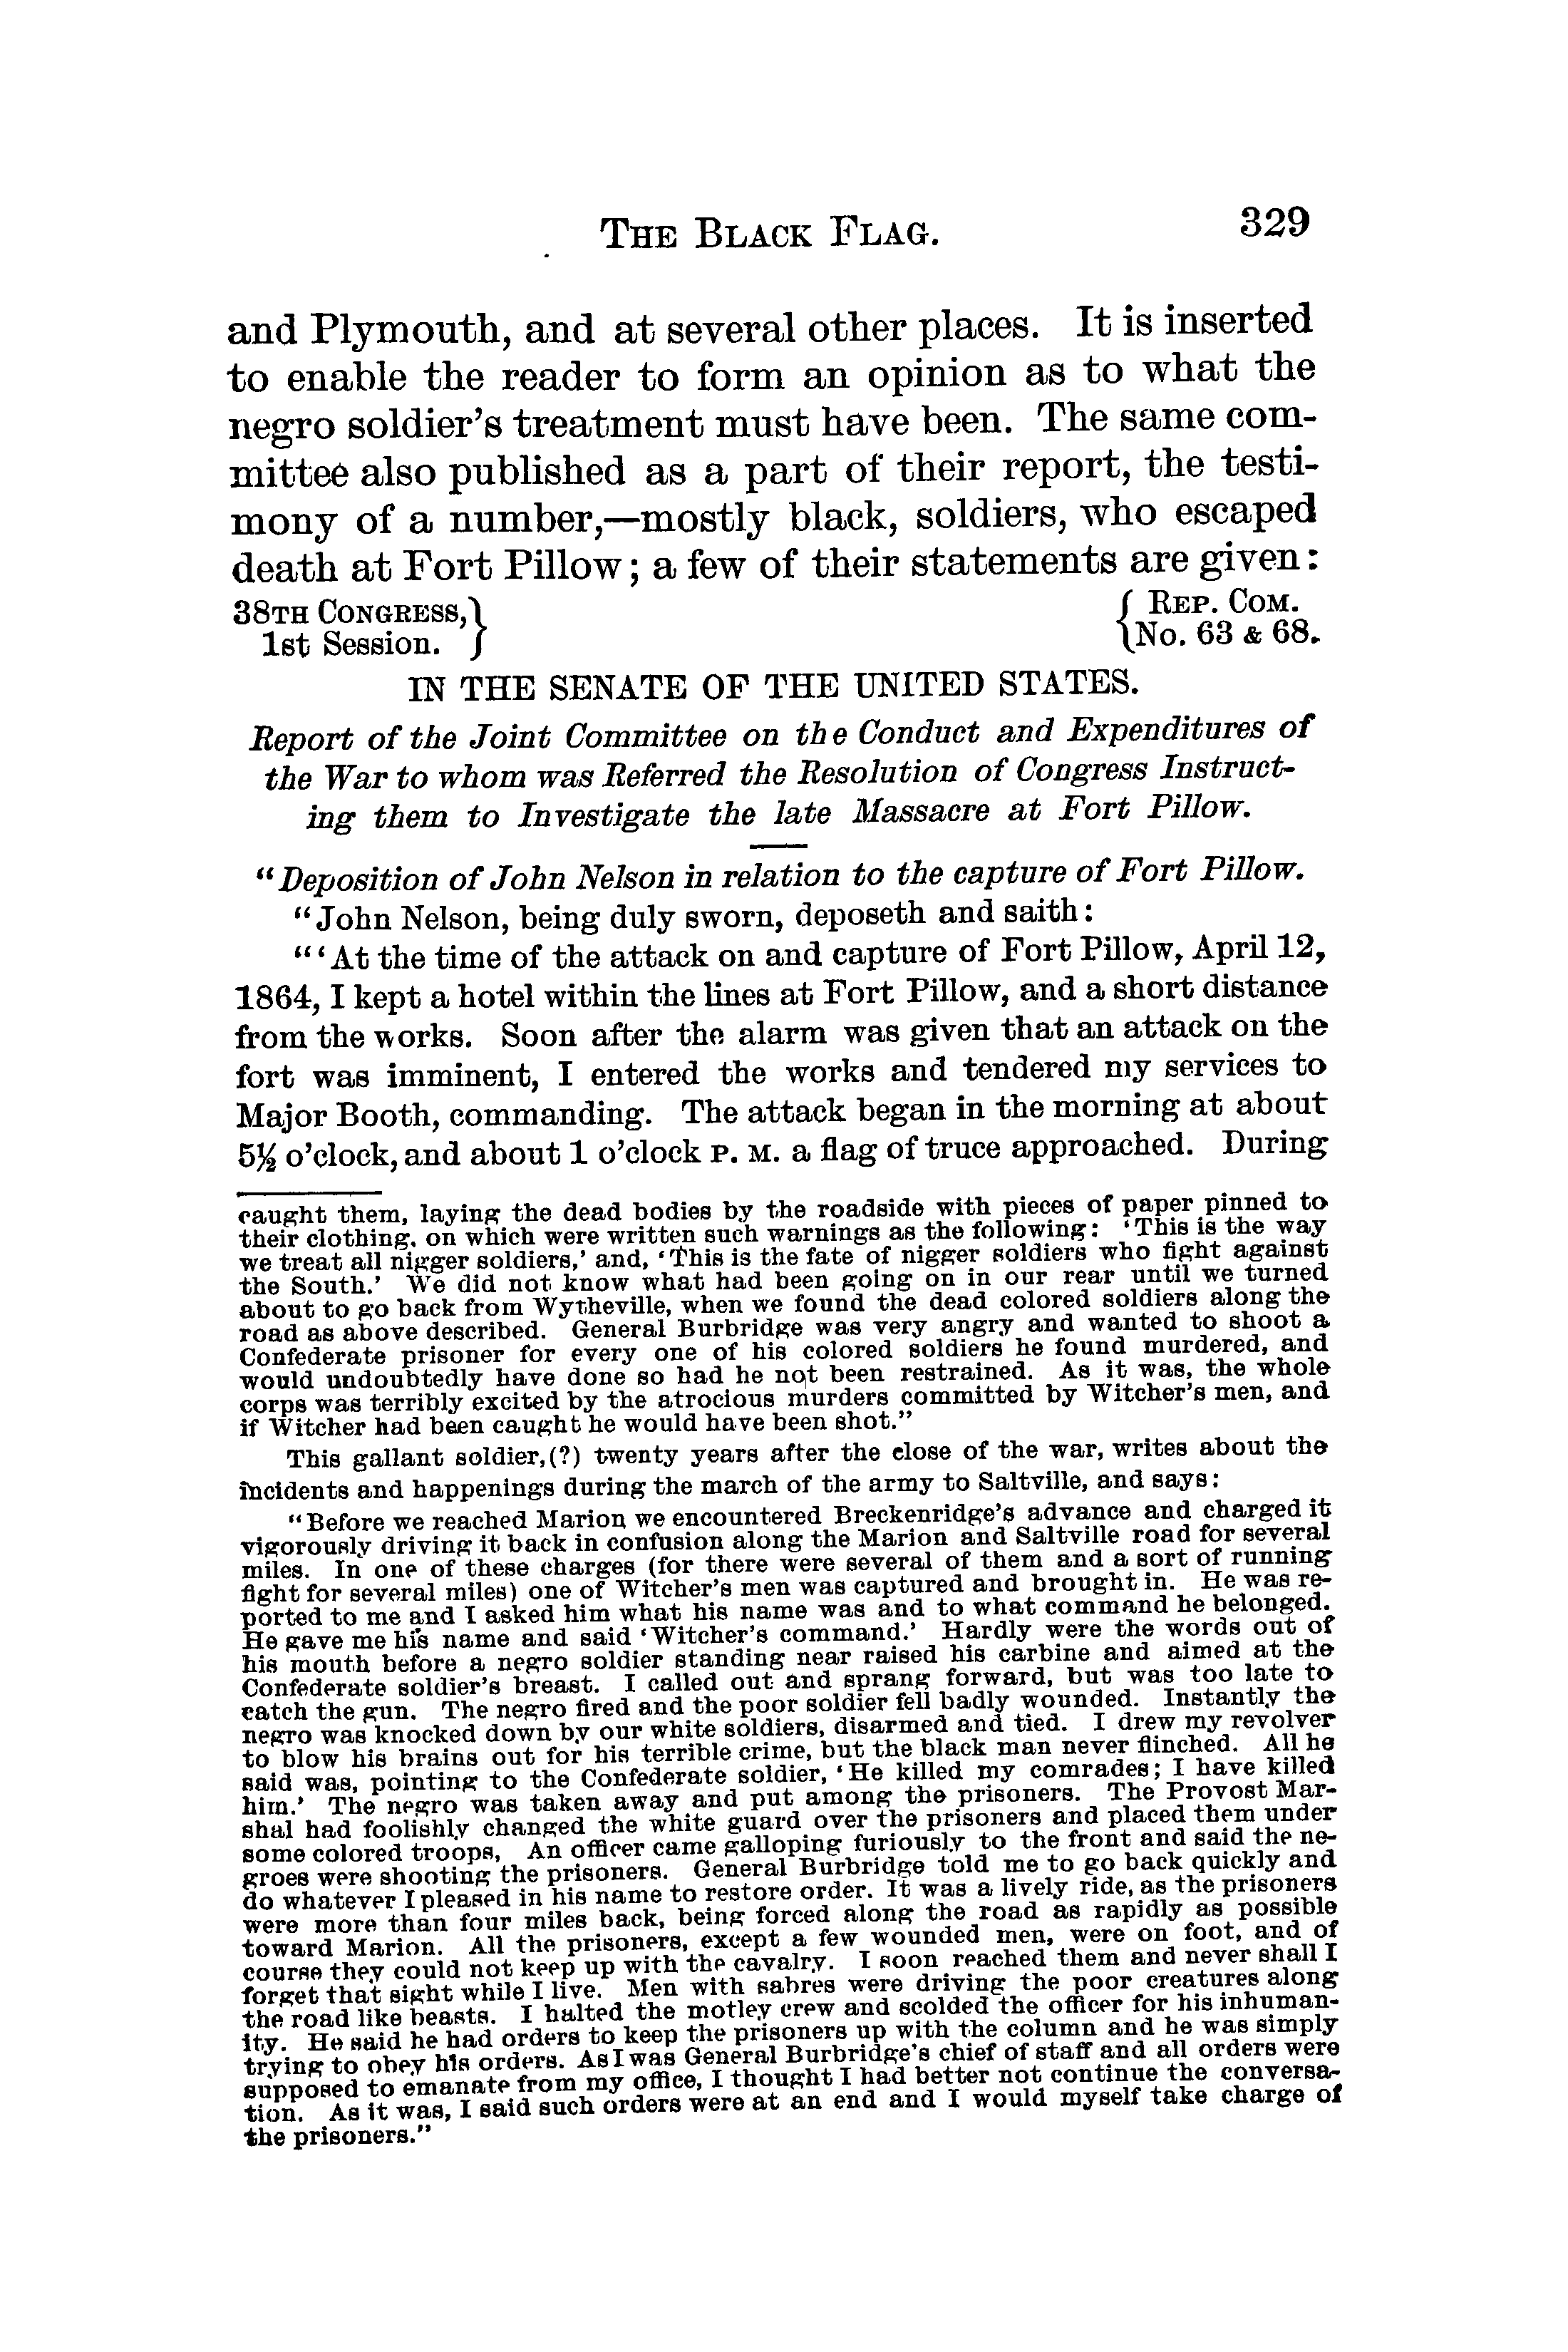 THE BLACK FLAG. 329
and Plymouth, and at several other places. It is inserted
to enable the reader to form an opinion as to what the
negro soldier's treatment must have been. The same com-
mittee also published as a part of their report, the testi-
mony of a number,—mostly black, soldiers, who escaped
death at Fort Pillow; a few of their statements are given:
38TH CONGRESS,} { REP. COM.
1st Session. } {No. 63 & 68.
IN THE SENATE OF THE UNITED STATES.
Report of the Joint Committee on the Conduct and Expenditures of
the War to whom was Referred the Resolution of Congress Instruct-
ing them to Investigate the late Massacre at Fort Pillow.
"Deposition of John Nelson in relation to the capture of Fort Pillow.
"John Nelson, being duly sworn, deposeth and saith:
"'At the time of the attack on and capture of Fort Pillow, April 12,
1864, I kept a hotel within the lines at Fort Pillow, and a short distance
from the works. Soon after the alarm was given that an attack on the
fort was imminent, I entered the works and tendered my services to
Major Booth, commanding. The attack began in the morning at about
5½ o'clock, and about 1 o'clock P. M. a flag of truce approached. During
caught them, laying the dead bodies by the roadside with pieces of paper pinned to
their clothing, on which were written such warnings as the following: 'This is the way
we treat all nigger soldiers,' and, 'This is the fate of nigger soldiers who fight against
the South.' We did not know what had been going on in our rear until we turned
about to go back from Wytheville, when we found the dead colored soldiers along the
road as above described. General Burbridge was very angry and wanted to shoot a
Confederate prisoner for every one of his colored soldiers he found murdered, and
would undoubtedly have done so had he not been restrained. As it was, the whole
corps was terribly excited by the atrocious murders committed by Witcher's men, and
if Witcher had been caught he would have been shot."
This gallant soldier,(?) twenty years after the close of the war, writes about the
incidents and happenings during the march of the army to Saltville, and says:
"Before we reached Marion we encountered Breckenridge's advance and charged it
vigorously driving it back in confusion along the Marion and Saltville road for several
miles. In one of these charges (for there were several of them and a sort of running
fight for several miles) one of Witcher's men was captured and brought in. He was re-
ported to me and I asked him what his name was and to what command he belonged.
He gave me his name and said 'Witcher's command.' Hardly were the words out of
his mouth before a negro soldier standing near raised his carbine and aimed at the
Confederate soldier's breast. I called out and sprang forward, but was too late to
catch the gun. The negro fired and the poor soldier fell badly wounded. Instantly the
negro was knocked down by our white soldiers, disarmed and tied. I drew my revolver
to blow his brains out for his terrible crime, but the black man never flinched. All he
said was, pointing to the Confederate soldier, 'He killed my comrades; I have killed
him.' The negro was taken away and put among the prisoners. The Provost Mar-
shal had foolishly changed the white guard over the prisoners and placed them under
some colored troops, An officer came galloping furiously to the front and said the ne-
groes were shooting the prisoners. General Burbridge told me to go back quickly and
do whatever I pleased in his name to restore order. It was a lively ride, as the prisoners
were more than four miles back, being forced along the road as rapidly as possible
toward Marion. All the prisoners, except a few wounded men, were on foot, and of
course they could not keep up with the cavalry. I soon reached them and never shall I
forget that sight while I live. Men with sabres were driving the poor creatures along
the road like beasts. I halted the motley crew and scolded the officer for his inhuman-
ity. He said he had orders to keep the prisoners up with the column and he was simply
trying to obey his orders. As I was General Burbridge's chief of staff and all orders were
supposed to emanate from my office, I thought I had better not continue the conversa-
tion. As it was, I said such orders were at an end and I would myself take charge of
the prisoners."